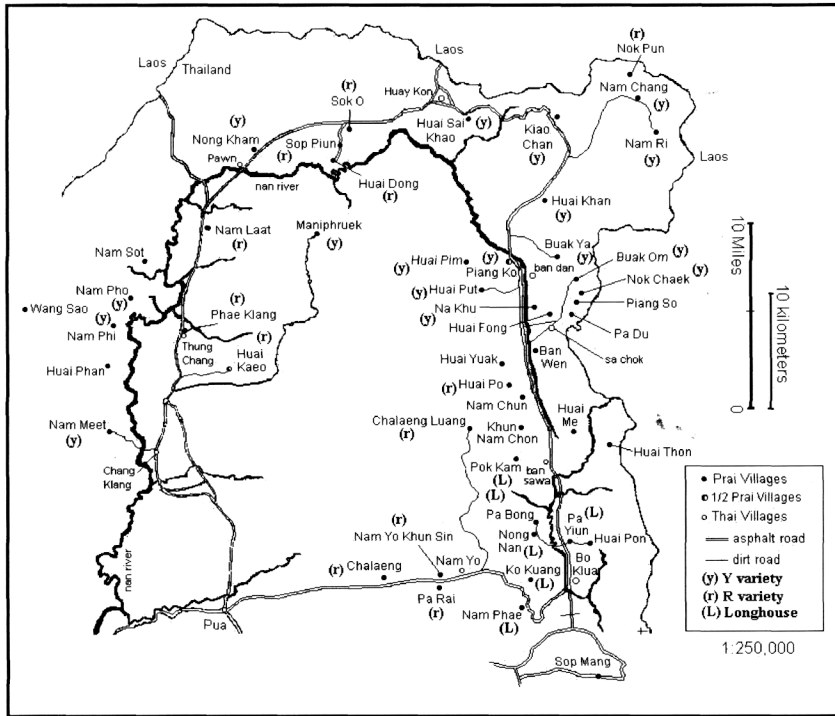 (r)
Nok Pun
Laos
Laos
Thailand
Nam Chang
(y)
(r)
Sok O
Huay Kon
Huai Sai
Khao
(y)
Kiao
Chan
(y)
Nam Ri
(y)
Laos
(y)
Nong Kham
Pawn
(r)
Sop Piun
nan river
Huai Dong
(r)
Huai Khan
(y)
Nam Laat
(r)
Maniphruek
(y)
Nam Sot
Buak Ya
(y)
Buak Om
(y)
Huai Pim
(y)
(y)
Piang Ko
ban dan
Nok Chaek
(y)
Nam Pho
(y)
Huai Put
(y)
Piang So
Wang Sao
(y)
Nam Phi
(r)
Phae Klang
(r)
Na Khu
(y)
Huai Fong
Pa Du
Thung
Chang
sa chok
Ban
Wen
Huai Phan
Huai
Kaeo
Huai Yuak
(r)
Huai Po
Nam Chun
Nam Meet
(y)
Chalaeng Luang
(r)
Khun
Nam Chon
Huai
Me
Huai Thon
Chang
Klang
Pok Kam
(L)
ban
sawa
(L)
Pa Bong
Pa
Yiun
(L)
Nong
Nan
(L)
Huai Pon
(r)
Nam Yo Khun Sin
Nam Yo
Ko Kuang
(L)
Bo
Klua
(r)
Chalaeng
Pa Rai
(r)
Nam Phae
(L)
nan river
Pua
Sop Mang
10 Miles
0
10 kilometers
Prai Villages
1/2 Prai Villages
Thai Villages
asphalt road
dirt road
(y) Y variety
(r) R variety
(L) Longhouse
1:250,000